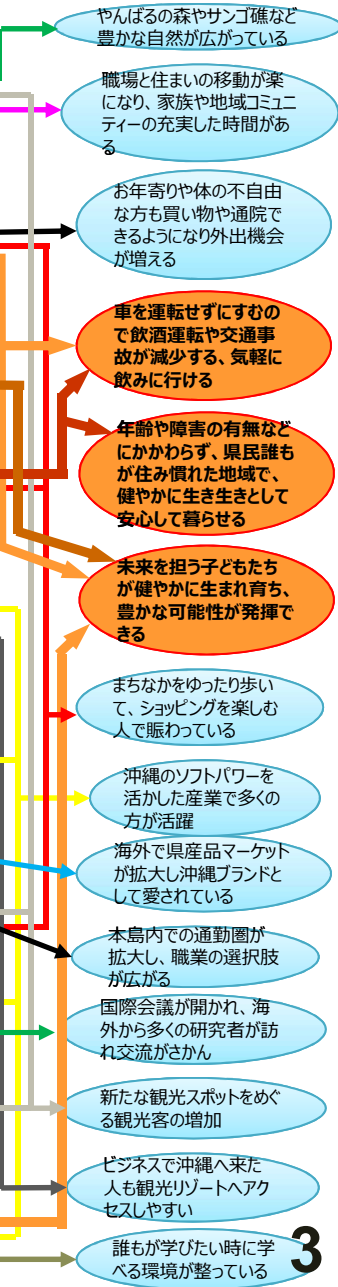 やんばるの森やサンゴ礁など
豊かな自然が広がっている
職場と住まいの移動が楽
になり、家族や地域コミュニ
ティーの充実した時間があ
る
お年寄りや体の不自由
な方も買い物や通院で
きるようになり外出機会
が増える
車を運転せずにすむの
で飲酒運転や交通事
故が減少する、気軽に
飲みに行ける
年齢や障害の有無など
にかかわらず、県民誰も
が住み慣れた地域で、
健やかに生き生きとして
安心して暮らせる
未来を担う子どもたち
が健やかに生まれ育ち、
豊かな可能性が発揮で
きる
まちなかをゆったり歩い
て、ショッピングを楽しむ
人で賑わっている
沖縄のソフトパワーを
活かした産業で多くの
方が活躍
海外で県産品マーケット
が拡大し沖縄ブランドと
して愛されている
本島内での通勤圏が
拡大し、職業の選択肢
が広がる
国際会議が開かれ、海
外から多くの研究者が訪
れ交流がさかん
新たな観光スポットをめぐ
る観光客の増加
ビジネスで沖縄へ来た
人も観光リゾートへアク
セスしやすい
誰もが学びたい時に学
べる環境が整っている
3